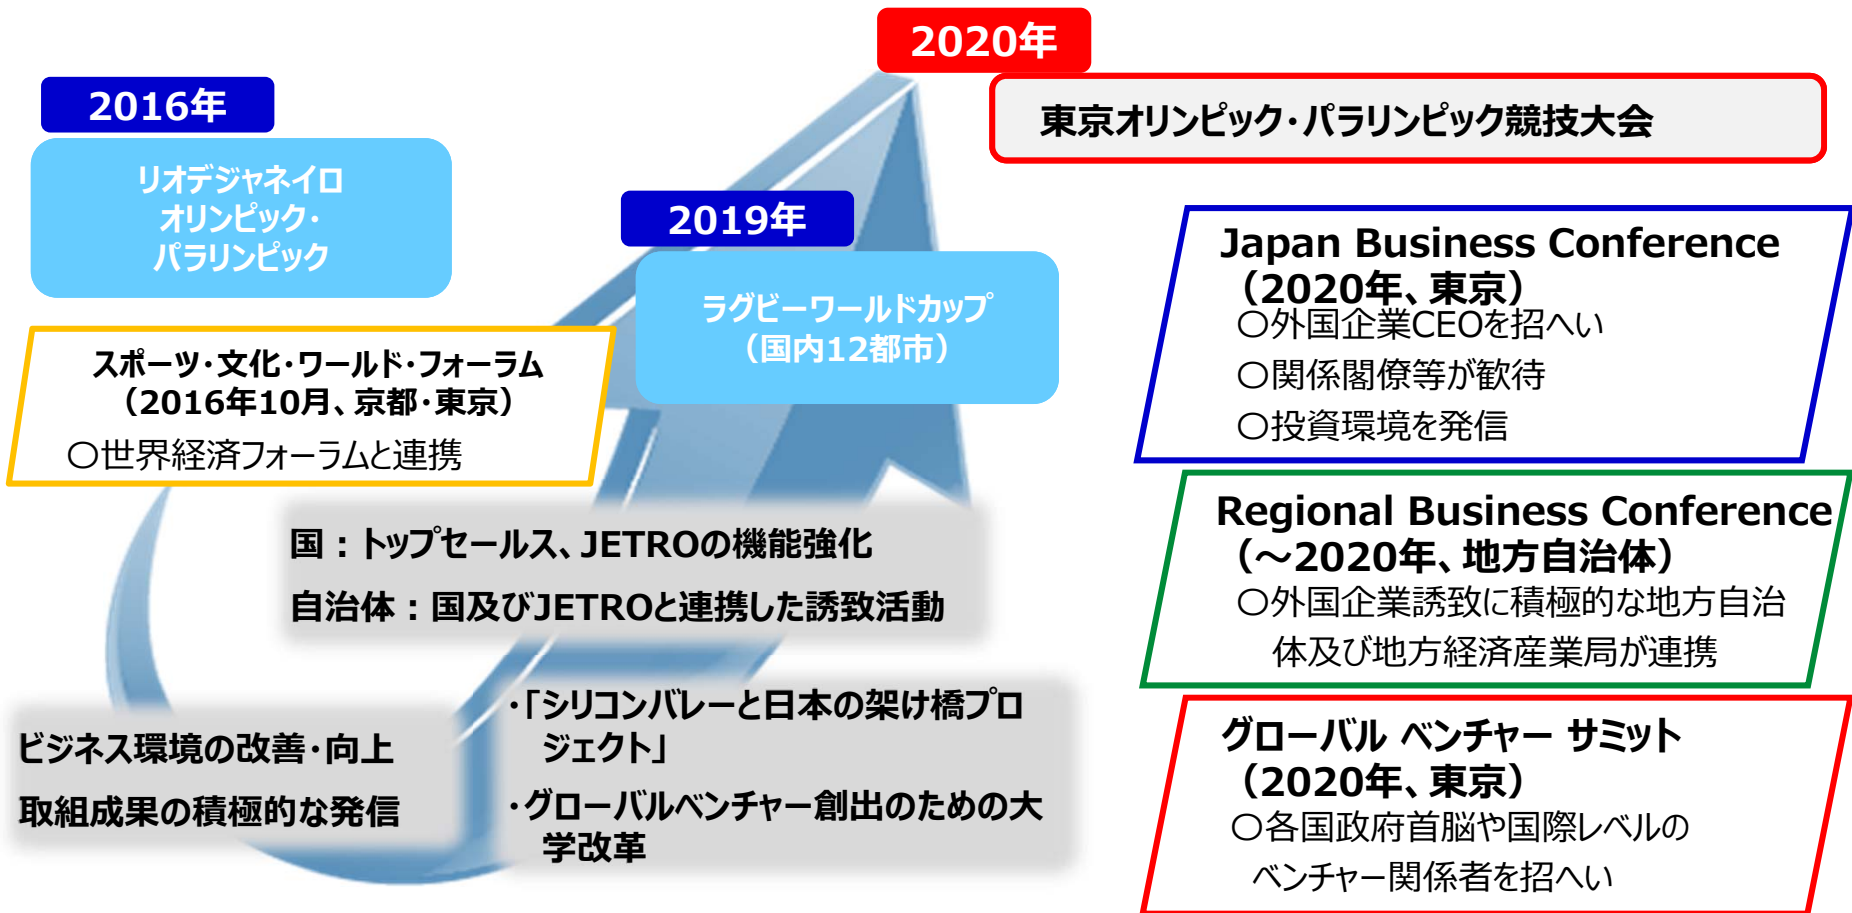 2020年
東京オリンピック・パラリンピック競技大会
2016年
リオデジャネイロ
オリンピック・
パラリンピック
2019年
ラグビーワールドカップ
（国内12都市）
スポーツ・文化・ワールド・フォーラム
（2016年10月、京都・東京）
〇世界経済フォーラムと連携
国：トップセールス、JETROの機能強化
自治体：国及びJETROと連携した誘致活動
ビジネス環境の改善・向上
取組成果の積極的な発信
・「シリコンバレーと日本の架け橋プロ
ジェクト」
・グローバルベンチャー創出のための大
学改革
Japan Business Conference
（2020年、東京）
〇外国企業CEOを招へい
〇関係閣僚等が歓待
〇投資環境を発信
Regional Business Conference
（～2020年、地方自治体）
〇外国企業誘致に積極的な地方自治
体及び地方経済産業局が連携
グローバル ベンチャー サミット
（2020年、東京）
〇各国政府首脳や国際レベルの
ベンチャー関係者を招へい